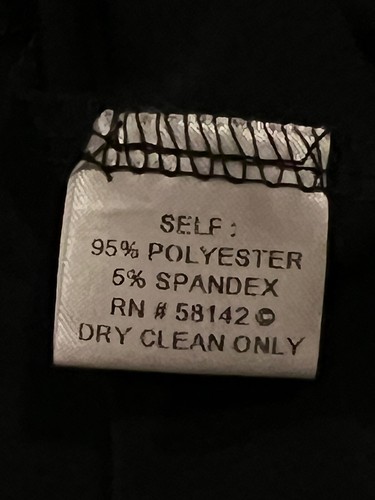 SELF :
95% POLYESTER
5% SPANDEX
RN # 58142 ©
DRY CLEAN ONLY